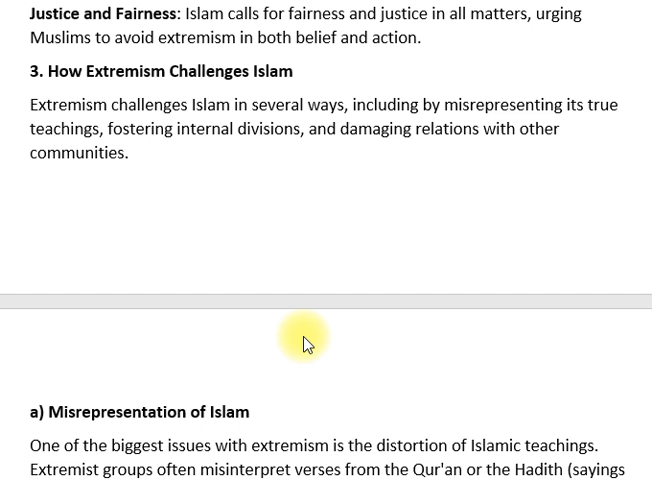 Justice and Fairness: Islam calls for fairness and justice in all matters, urging
Muslims to avoid extremism in both belief and action.
3. How Extremism Challenges Islam
Extremism challenges Islam in several ways, including by misrepresenting its true
teachings, fostering internal divisions, and damaging relations with other
communities.
a) Misrepresentation of Islam
One of the biggest issues with extremism is the distortion of Islamic teachings.
Extremist groups often misinterpret verses from the Qur'an or the Hadith (sayings